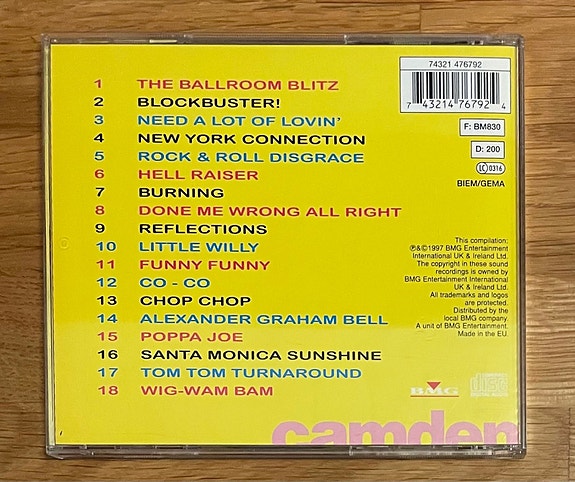 74321 476792
7 43214 76792 4
F: BM830
D: 200
LC 0316
BIEM/GEMA
1 THE BALLROOM BLITZ
2 BLOCKBUSTER!
3 NEED A LOT OF LOVIN'
4 NEW YORK CONNECTION
5 ROCK & ROLL DISGRACE
6 HELL RAISER
7 BURNING
8 DONE ME WRONG ALL RIGHT
9 REFLECTIONS
10 LITTLE WILLY
11 FUNNY FUNNY
12 CO - CO
13 CHOP CHOP
14 ALEXANDER GRAHAM BELL
15 POPPA JOE
16 SANTA MONICA SUNSHINE
17 TOM TOM TURNAROUND
18 WIG-WAM BAM
This compilation:
℗&©1997 BMG Entertainment
International UK & Ireland Ltd.
The copyright in these sound
recordings is owned by
BMG Entertainment International
UK & Ireland Ltd.
All trademarks and logos
are protected.
Distributed by the
local BMG company.
A unit of BMG Entertainment.
Made in the EU.
BMG
disc
camden